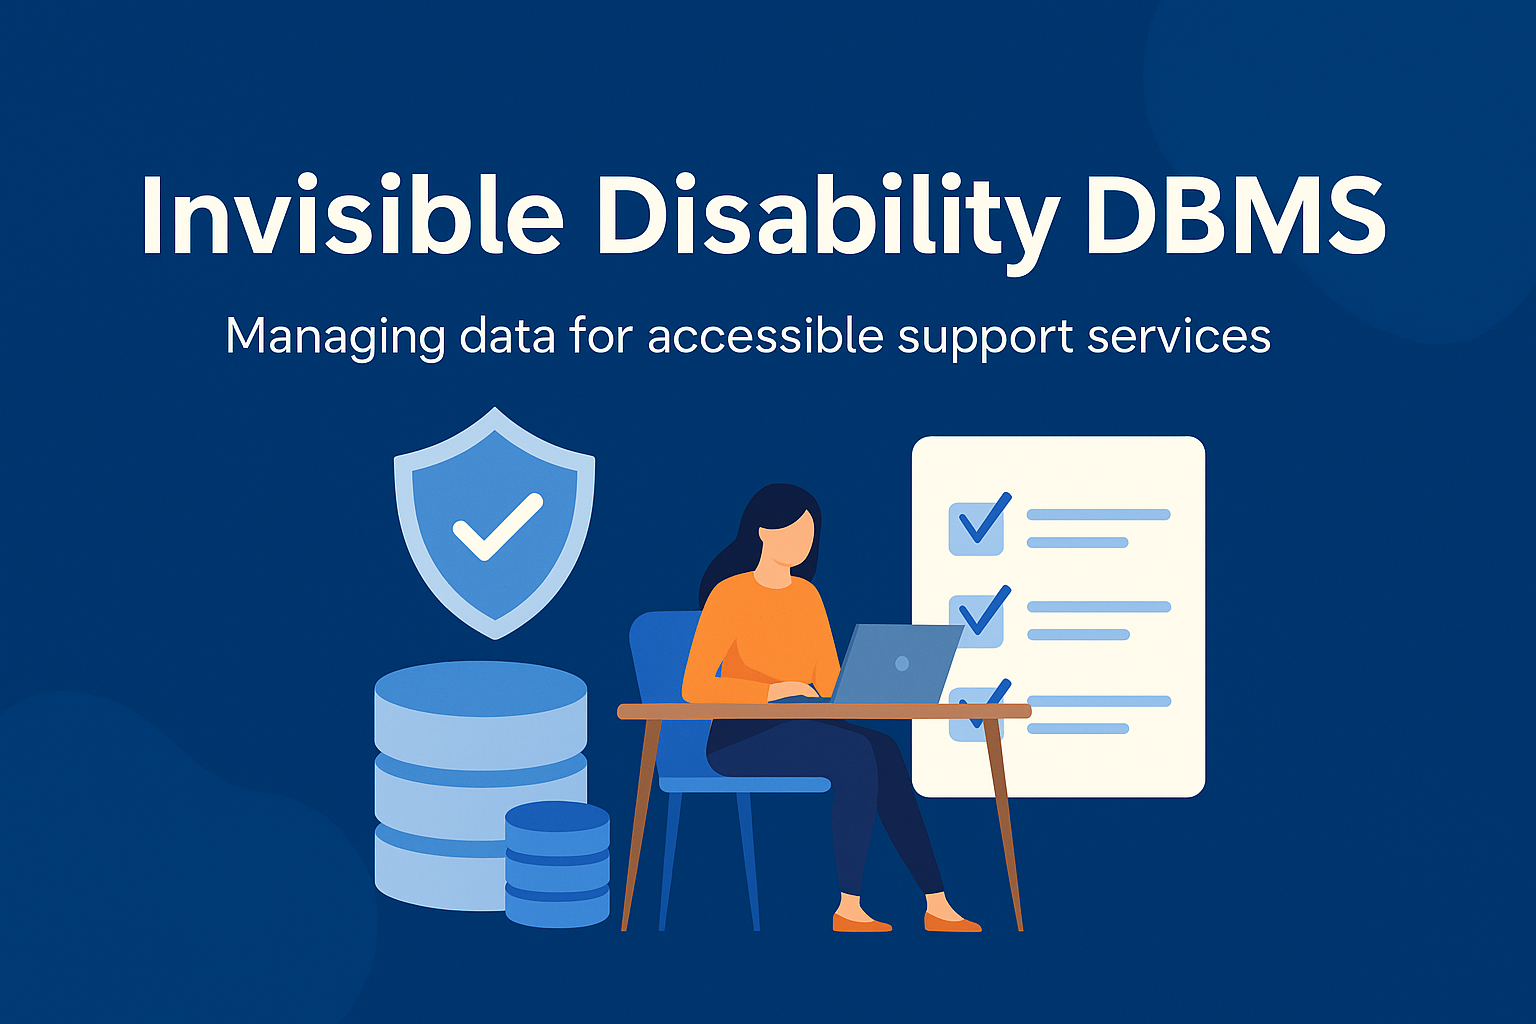 Invisible Disability DBMS
Managing data for accessible support services